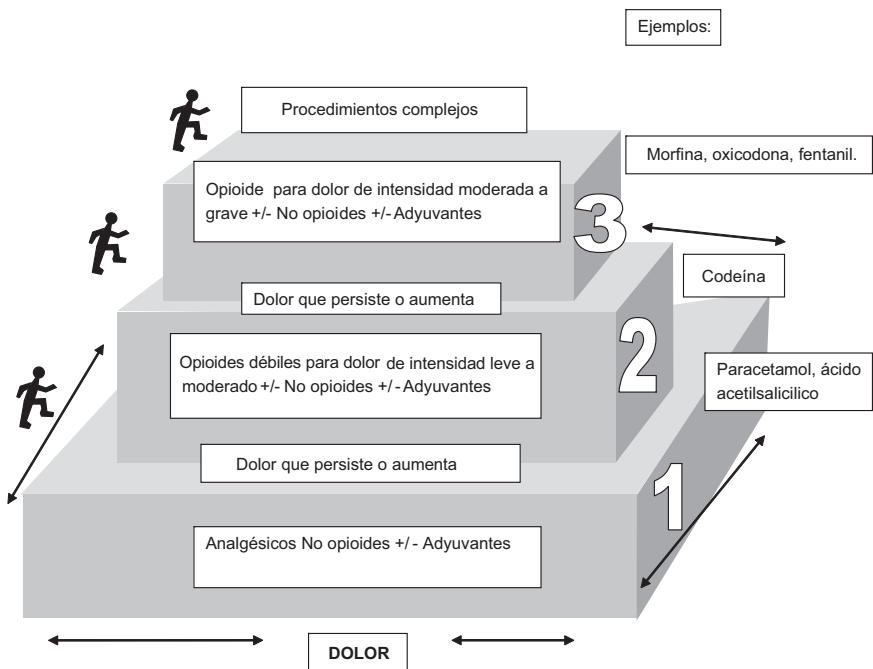 Ejemplos:
Procedimientos complejos
Morfina, oxicodona, fentanil.
Opioide para dolor de intensidad moderada a
grave +/- No opioides +/- Adyuvantes
3
Codeína
Dolor que persiste o aumenta
2
Opioides débiles para dolor de intensidad leve a
moderado +/- No opioides +/- Adyuvantes
Paracetamol, ácido
acetilsalicilico
Dolor que persiste o aumenta
1
Analgésicos No opioides +/- Adyuvantes
DOLOR